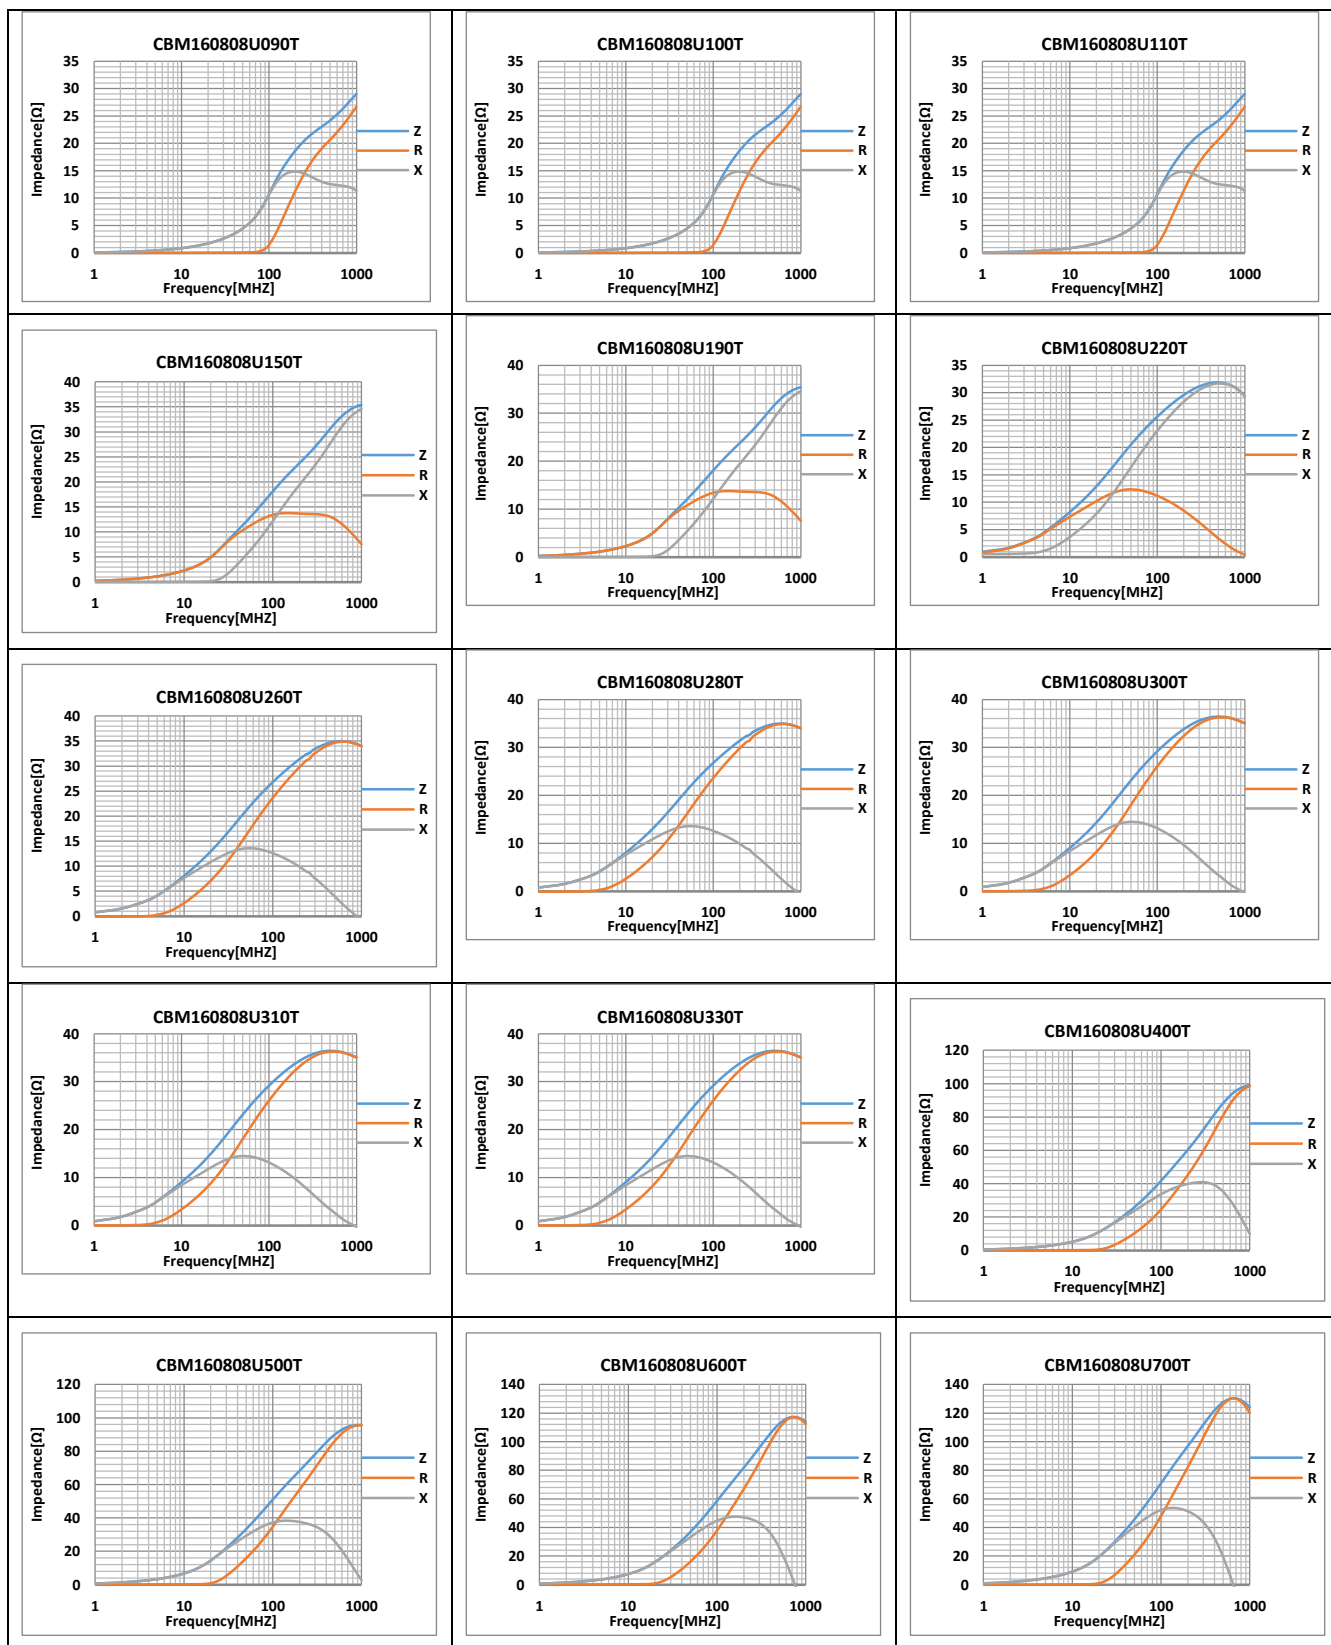 CBM160808U090T
35
30
25
20
15
10
5
0
1 10 100 1000
Impedance[Ω]
Frequency[MHZ]
Z
R
X
CBM160808U100T
35
30
25
20
15
10
5
0
1 10 100 1000
Impedance[Ω]
Frequency[MHZ]
Z
R
X
CBM160808U110T
35
30
25
20
15
10
5
0
1 10 100 1000
Impedance[Ω]
Frequency[MHZ]
Z
R
X
CBM160808U150T
40
35
30
25
20
15
10
5
0
1 10 100 1000
Impedance[Ω]
Frequency[MHZ]
Z
R
X
CBM160808U190T
40
30
20
10
0
1 10 100 1000
Impedance[Ω]
Frequency[MHZ]
Z
R
X
CBM160808U220T
35
30
25
20
15
10
5
0
1 10 100 1000
Impedance[Ω]
Frequency[MHZ]
Z
R
X
CBM160808U260T
40
35
30
25
20
15
10
5
0
1 10 100 1000
Impedance[Ω]
Frequency[MHZ]
Z
R
X
CBM160808U280T
40
30
20
10
0
1 10 100 1000
Impedance[Ω]
Frequency[MHZ]
Z
R
X
CBM160808U300T
40
30
20
10
0
1 10 100 1000
Impedance[Ω]
Frequency[MHZ]
Z
R
X
CBM160808U310T
40
30
20
10
0
1 10 100 1000
Impedance[Ω]
Frequency[MHZ]
Z
R
X
CBM160808U330T
40
30
20
10
0
1 10 100 1000
Impedance[Ω]
Frequency[MHZ]
Z
R
X
CBM160808U400T
120
100
80
60
40
20
0
1 10 100 1000
Impedance[Ω]
Frequency[MHZ]
Z
R
X
CBM160808U500T
120
100
80
60
40
20
0
1 10 100 1000
Impedance[Ω]
Frequency[MHZ]
Z
R
X
CBM160808U600T
140
120
100
80
60
40
20
0
1 10 100 1000
Impedance[Ω]
Frequency[MHZ]
Z
R
X
CBM160808U700T
140
120
100
80
60
40
20
0
1 10 100 1000
Impedance[Ω]
Frequency[MHZ]
Z
R
X